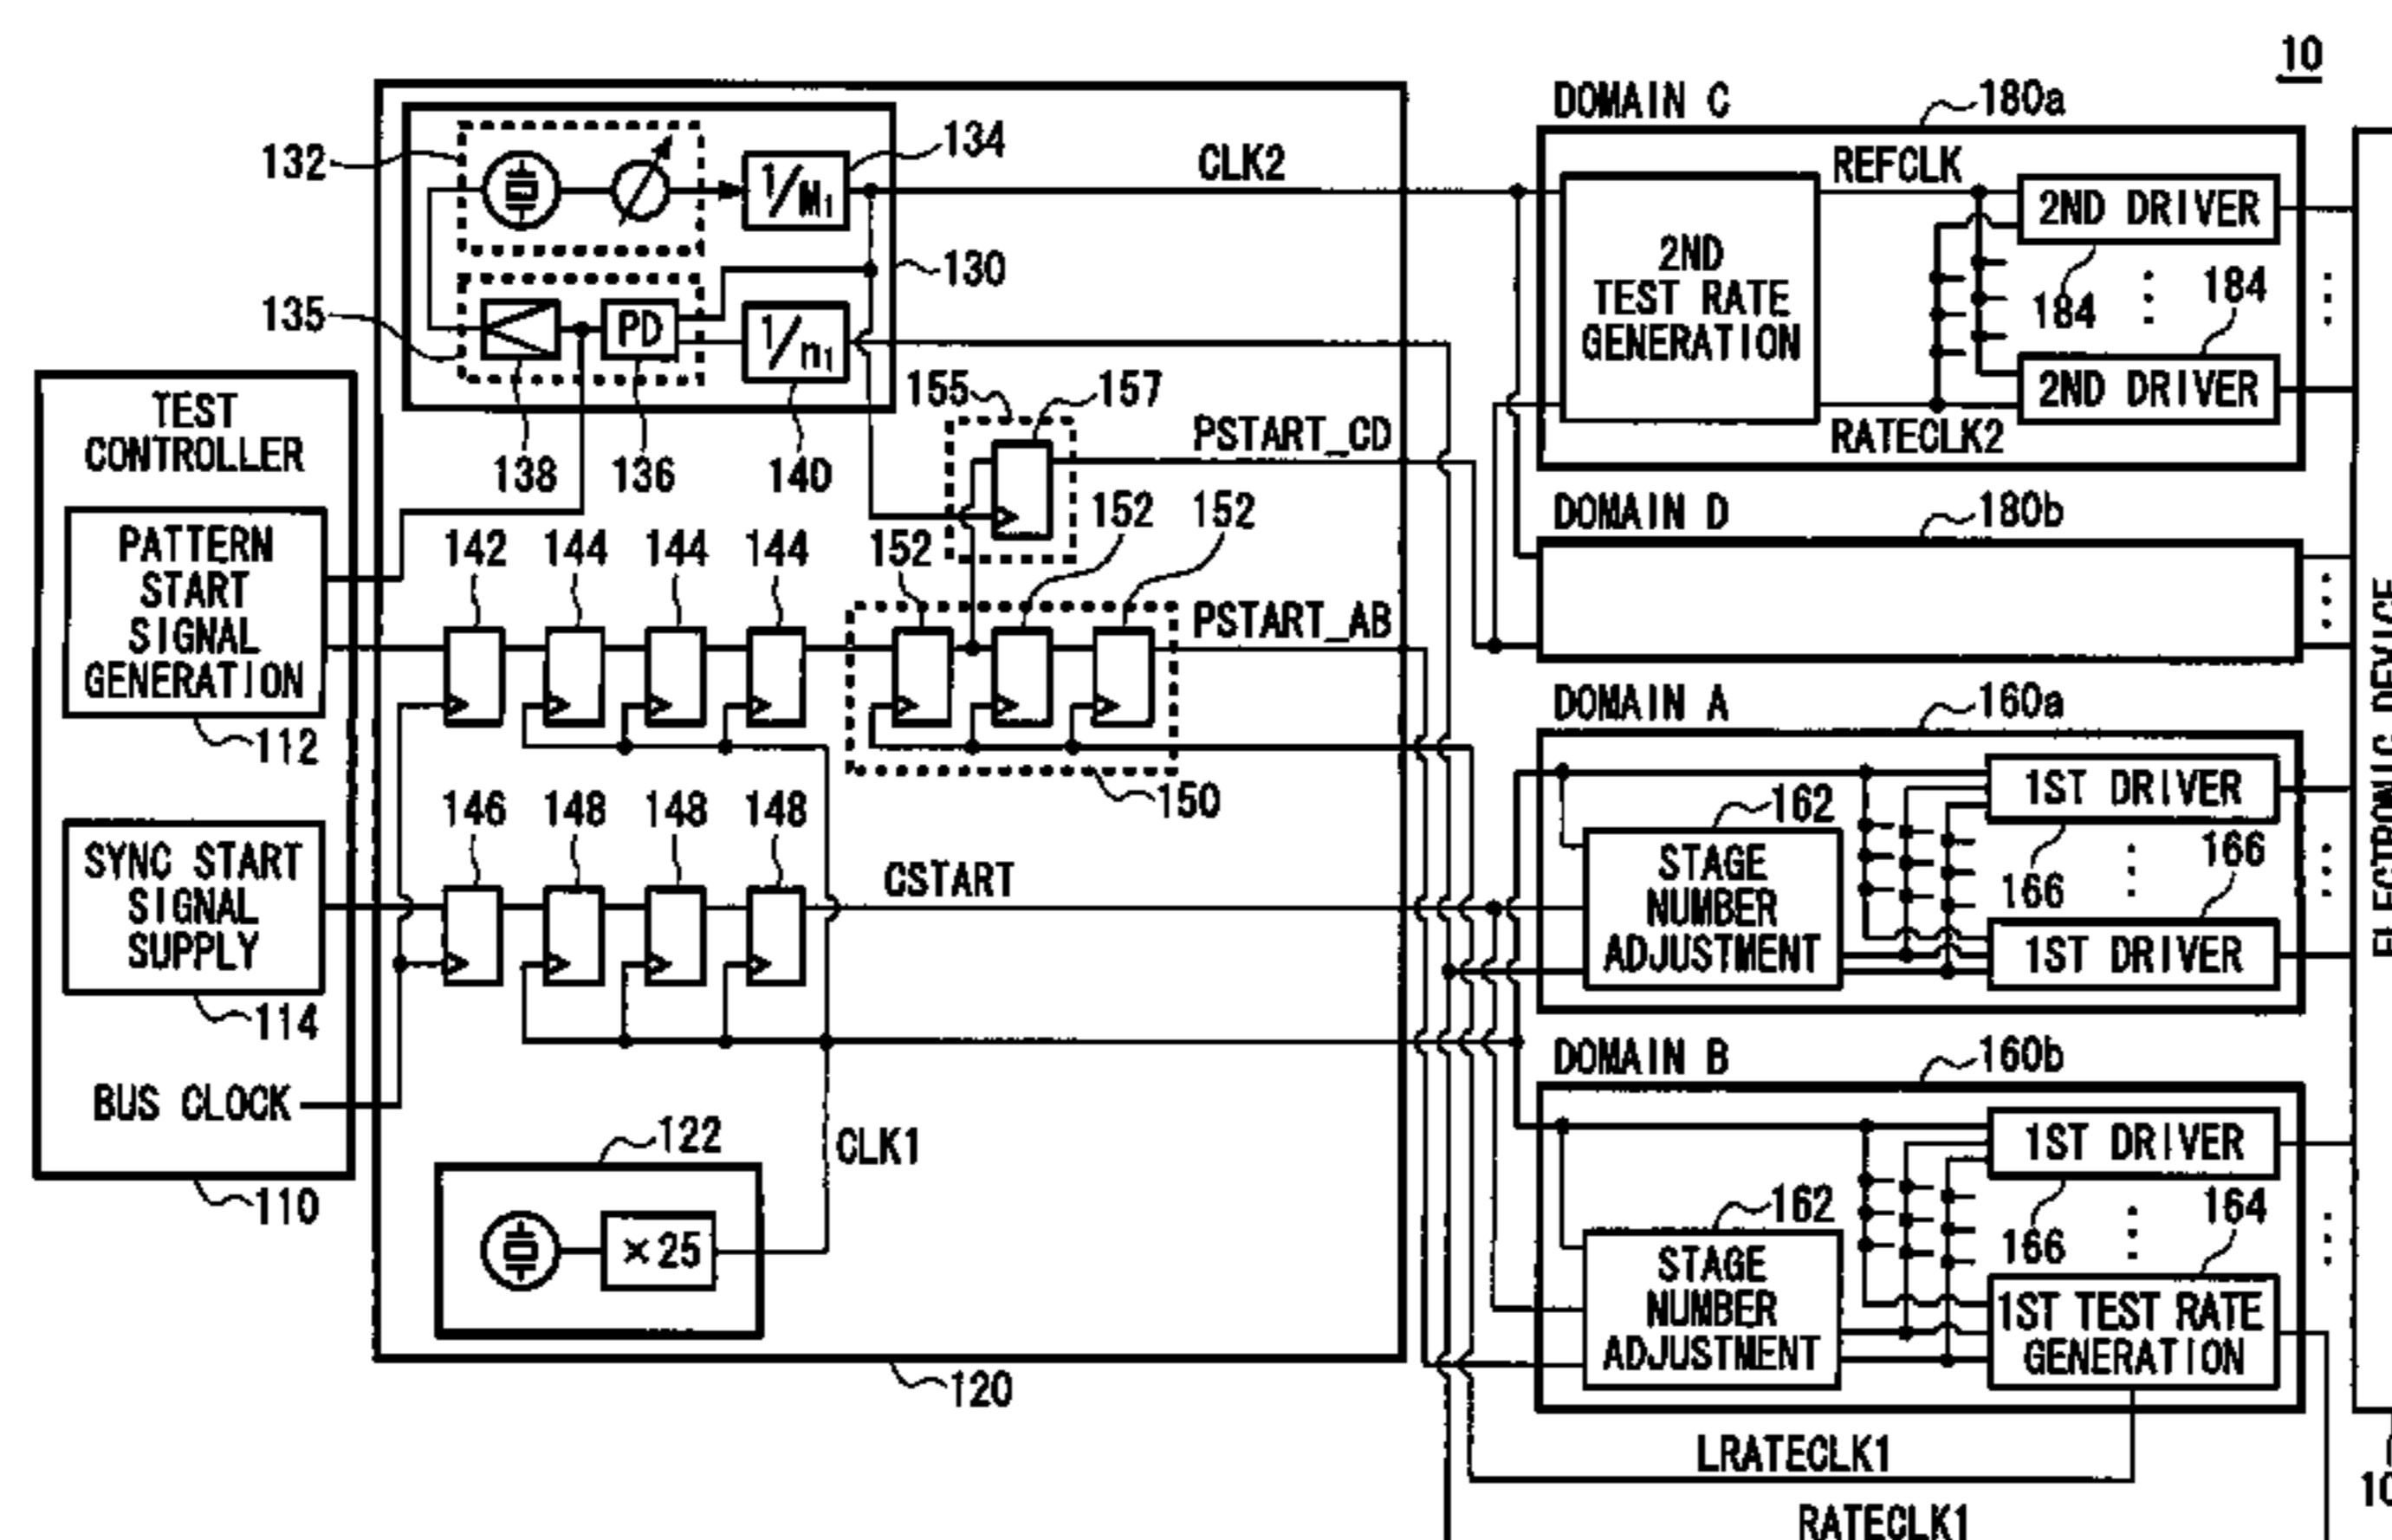 10
DOMAIN C
180a
132
134
CLK2
REFCLK
1/M1
2ND DRIVER
130
2ND
TEST RATE
GENERATION
184
184
135
PD
1/n1
2ND DRIVER
RATECLK2
155
157
PSTART_CD
138
136
140
TEST
CONTROLLER
DOMAIN D
180b
PATTERN
START
SIGNAL
GENERATION
142
144
144
144
152
152
152
PSTART_AB
112
DOMAIN A
160a
150
1ST DRIVER
162
STAGE
NUMBER
ADJUSTMENT
166
166
1ST DRIVER
146
148
148
148
CSTART
SYNC START
SIGNAL
SUPPLY
114
DOMAIN B
160b
BUS CLOCK
110
122
CLK1
×25
120
1ST DRIVER
162
STAGE
NUMBER
ADJUSTMENT
166
164
1ST TEST RATE
GENERATION
LRATECLK1
RATECLK1
ELECTRONIC DEVICE